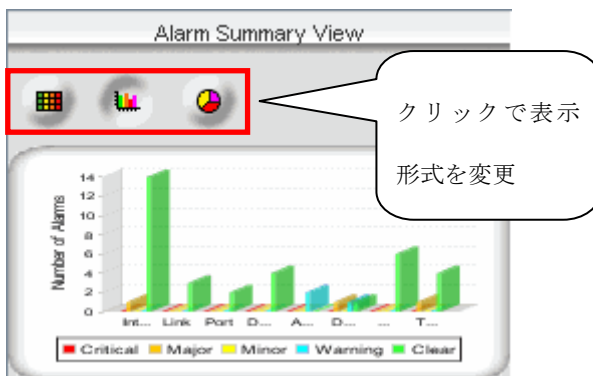 Alarm Summary View
クリックで表示
形式を変更
Number of Alarms
14
12
10
8
6
4
2
0
Int... Link Port D... A... D... ... T...
Critical Major Minor Warning Clear